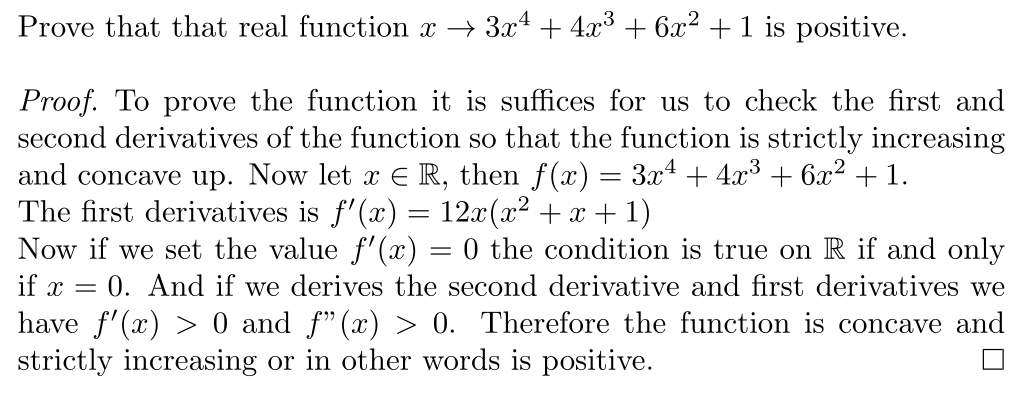 Prove that that real function x → 3x⁴ + 4x³ + 6x² + 1 is positive.
Proof. To prove the function it is suffices for us to check the first and
second derivatives of the function so that the function is strictly increasing
and concave up. Now let x ∈ ℝ, then f(x) = 3x⁴ + 4x³ + 6x² + 1.
The first derivatives is f′(x) = 12x(x² + x + 1)
Now if we set the value f′(x) = 0 the condition is true on ℝ if and only
if x = 0. And if we derives the second derivative and first derivatives we
have f′(x) > 0 and f”(x) > 0. Therefore the function is concave and
strictly increasing or in other words is positive. □